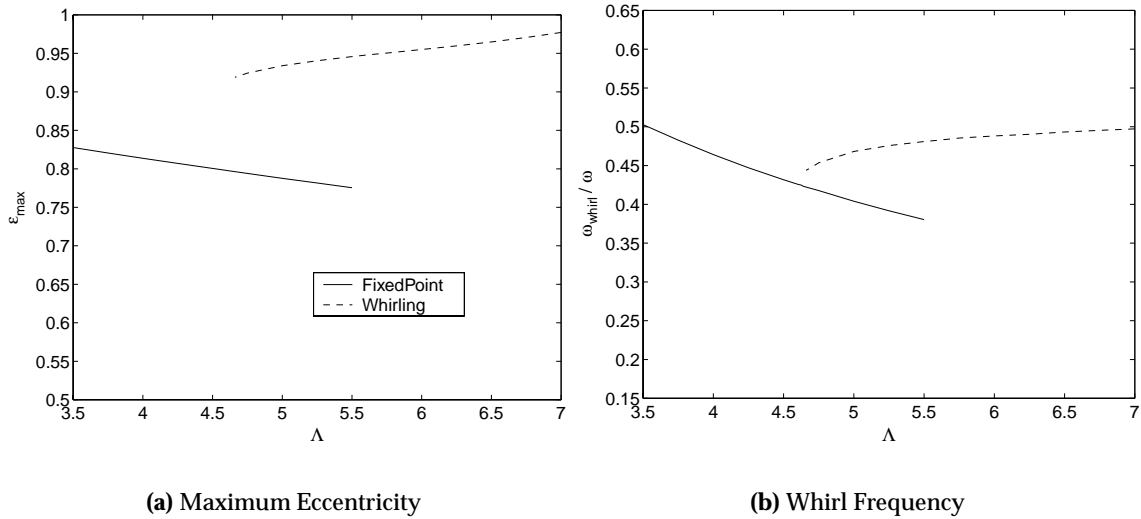 1
0.95
0.9
0.85
0.8
0.75
0.7
0.65
0.6
0.55
0.5
3.5 4 4.5 5 5.5 6 6.5 7
ε_max
Λ
FixedPoint
Whirling
(a) Maximum Eccentricity
0.65
0.6
0.55
0.5
0.45
0.4
0.35
0.3
0.25
0.2
0.15
3.5 4 4.5 5 5.5 6 6.5 7
ω_whirl / ω
Λ
(b) Whirl Frequency